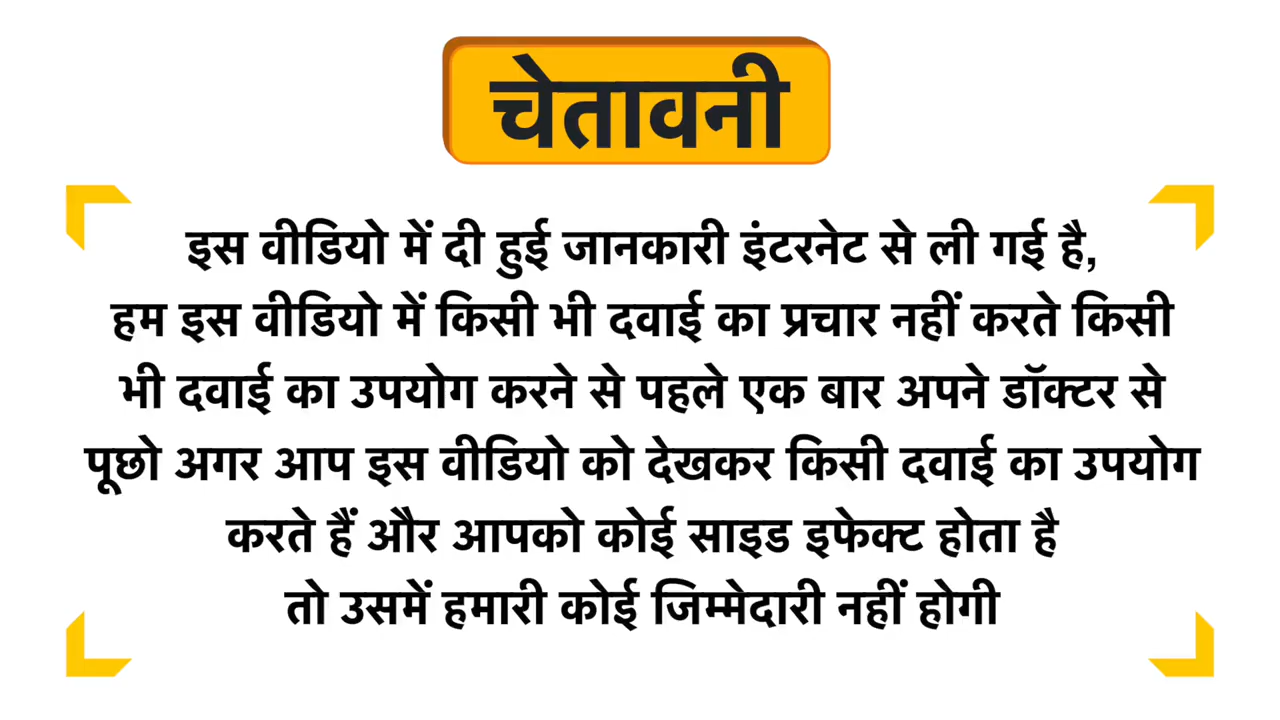 चेतावनी
इस वीडियो में दी हुई जानकारी इंटरनेट से ली गई है,
हम इस वीडियो में किसी भी दवाई का प्रचार नहीं करते किसी
भी दवाई का उपयोग करने से पहले एक बार अपने डॉक्टर से
पूछो अगर आप इस वीडियो को देखकर किसी दवाई का उपयोग
करते हैं और आपको कोई साइड इफेक्ट होता है
तो उसमें हमारी कोई जिम्मेदारी नहीं होगी